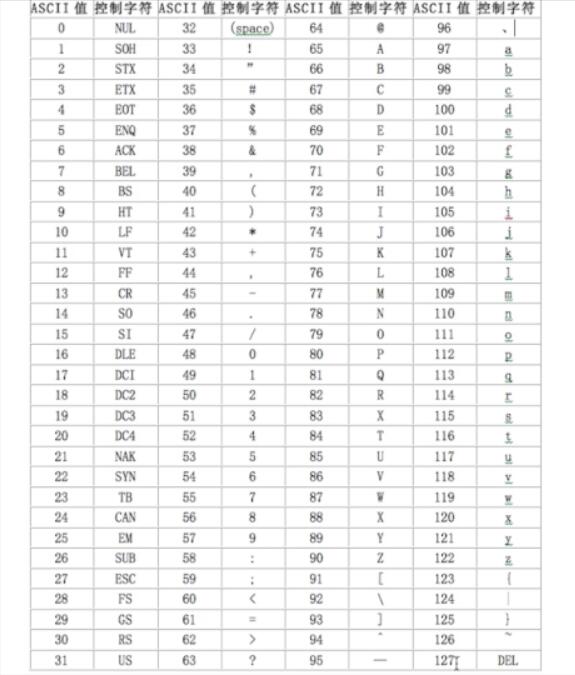 ASCII 值 控制字符 ASCII 值 控制字符 ASCII 值 控制字符 ASCII 值 控制字符
0 NUL 32 (space) 64 @ 96 、
1 SOH 33 ! 65 A 97 a
2 STX 34 ” 66 B 98 b
3 ETX 35 # 67 C 99 c
4 EOT 36 $ 68 D 100 d
5 ENQ 37 % 69 E 101 e
6 ACK 38 & 70 F 102 f
7 BEL 39 , 71 G 103 g
8 BS 40 ( 72 H 104 h
9 HT 41 ) 73 I 105 i
10 LF 42 * 74 J 106 j
11 VT 43 + 75 K 107 k
12 FF 44 , 76 L 108 l
13 CR 45 - 77 M 109 m
14 SO 46 . 78 N 110 n
15 SI 47 / 79 O 111 o
16 DLE 48 0 80 P 112 p
17 DCI 49 1 81 Q 113 q
18 DC2 50 2 82 R 114 r
19 DC3 51 3 83 X 115 s
20 DC4 52 4 84 T 116 t
21 NAK 53 5 85 U 117 u
22 SYN 54 6 86 V 118 v
23 TB 55 7 87 W 119 w
24 CAN 56 8 88 X 120 x
25 EM 57 9 89 Y 121 y
26 SUB 58 : 90 Z 122 z
27 ESC 59 ; 91 [ 123 {
28 FS 60 < 92 \ 124 |
29 GS 61 = 93 ] 125 }
30 RS 62 > 94 ^ 126 ~
31 US 63 ? 95 — 127 DEL